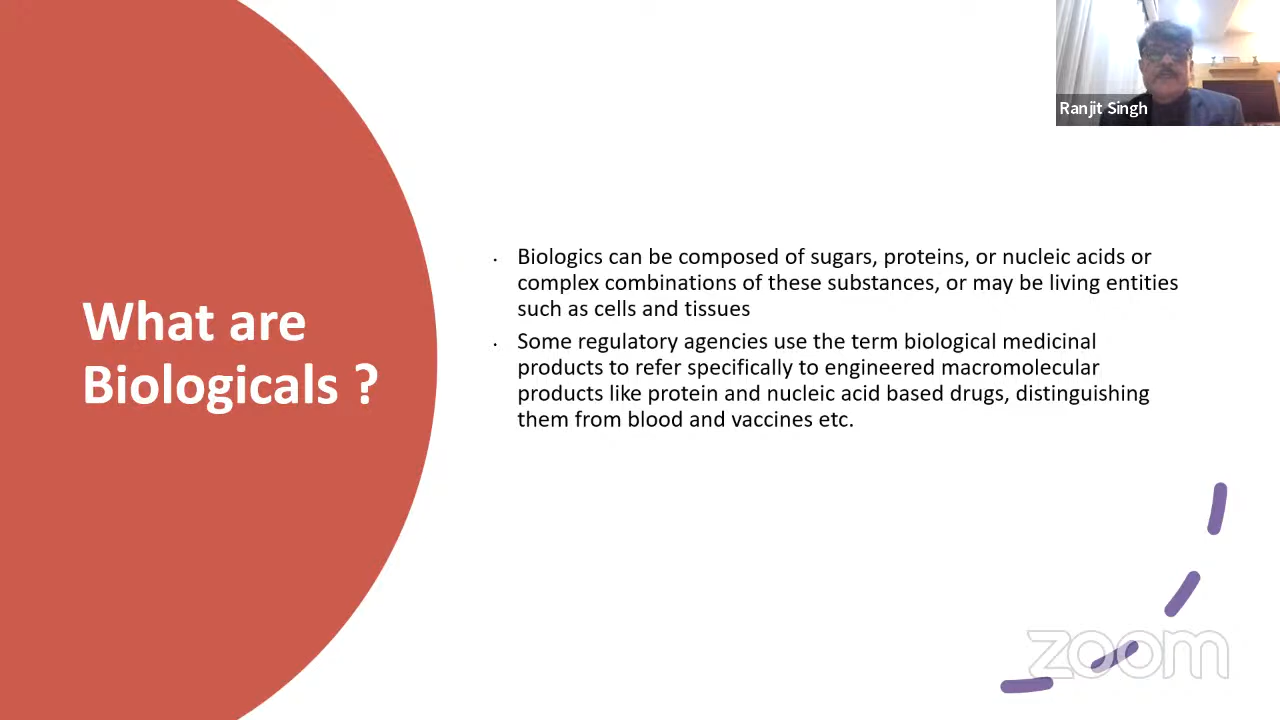 Ranjit Singh
What are
Biologicals ?
· Biologics can be composed of sugars, proteins, or nucleic acids or
complex combinations of these substances, or may be living entities
such as cells and tissues
· Some regulatory agencies use the term biological medicinal
products to refer specifically to engineered macromolecular
products like protein and nucleic acid based drugs, distinguishing
them from blood and vaccines etc.
zoom